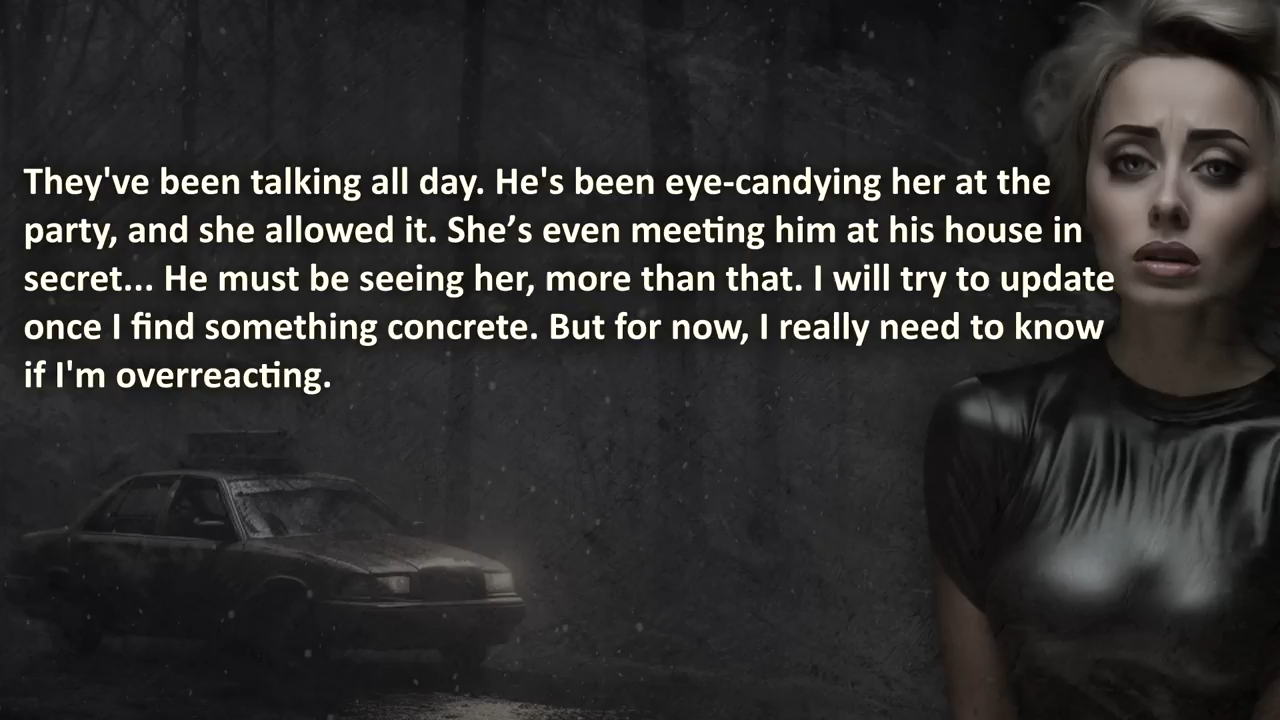 They've been talking all day. He's been eye-candying her at the
party, and she allowed it. She’s even meeting him at his house in
secret... He must be seeing her, more than that. I will try to update
once I find something concrete. But for now, I really need to know
if I'm overreacting.